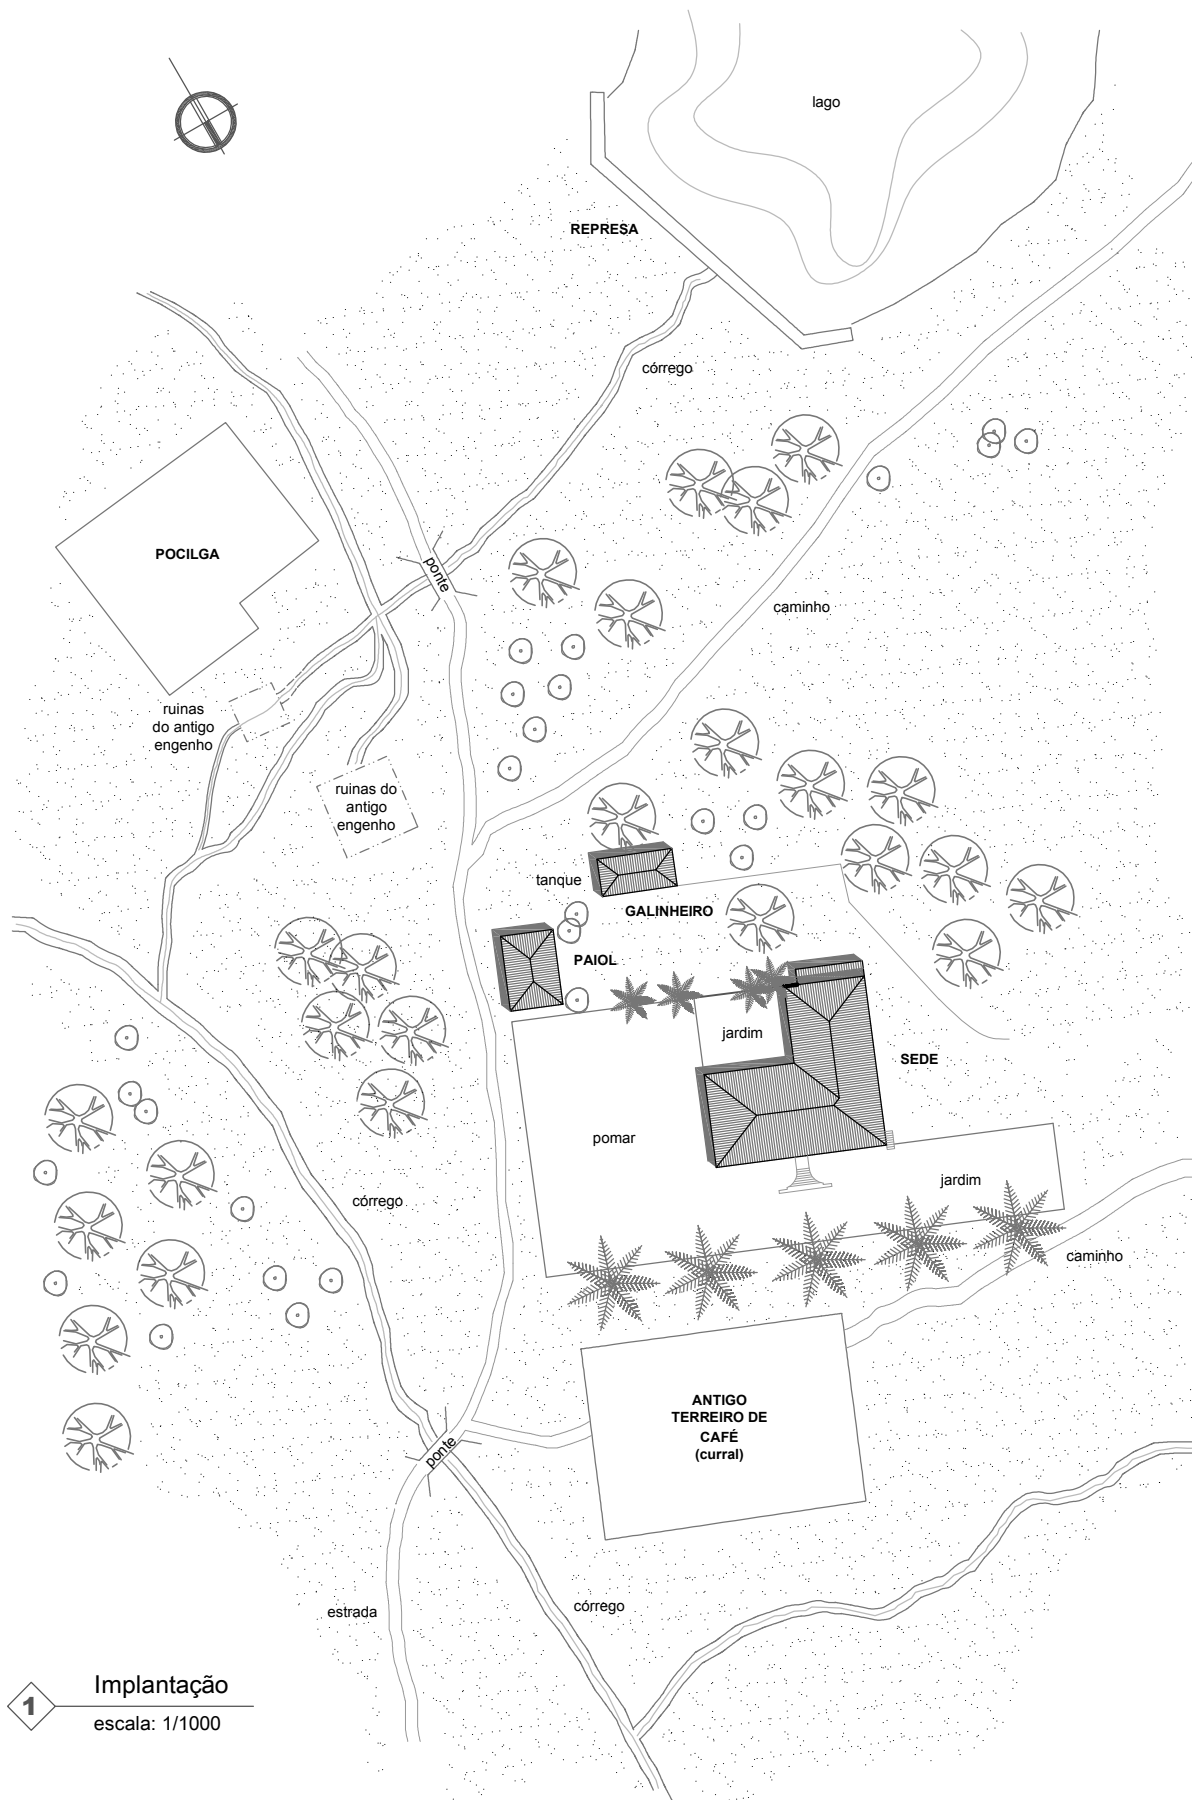 lago
REPRESA
córrego
POCILGA
ponte
caminho
ruinas
do antigo
engenho
ruinas do
antigo
engenho
tanque
GALINHEIRO
PAIOL
jardim
SEDE
pomar
jardim
córrego
caminho
ANTIGO
TERREIRO DE
CAFÉ
(curral)
ponte
estrada
córrego
1
Implantação
escala: 1/1000